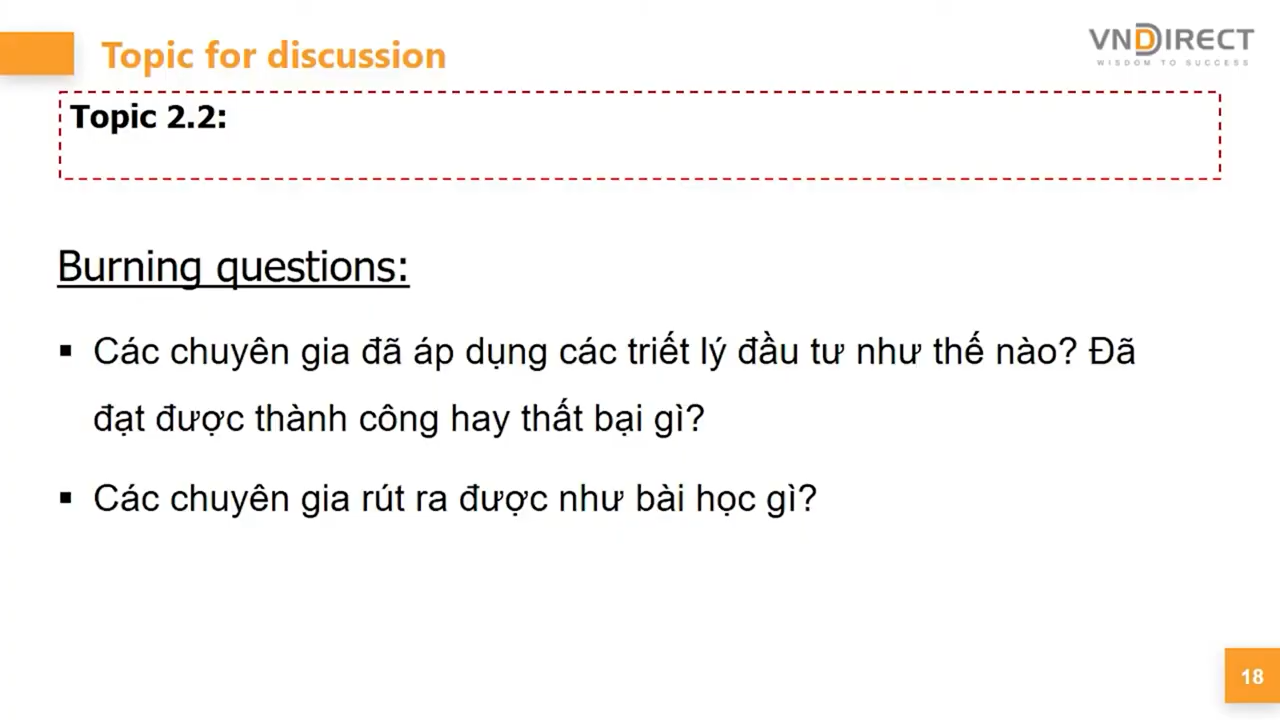 Topic for discussion
VNDIRECT
WISDOM TO SUCCESS
Topic 2.2:
Burning questions:
▪ Các chuyên gia đã áp dụng các triết lý đầu tư như thế nào? Đã
đạt được thành công hay thất bại gì?
▪ Các chuyên gia rút ra được như bài học gì?
18